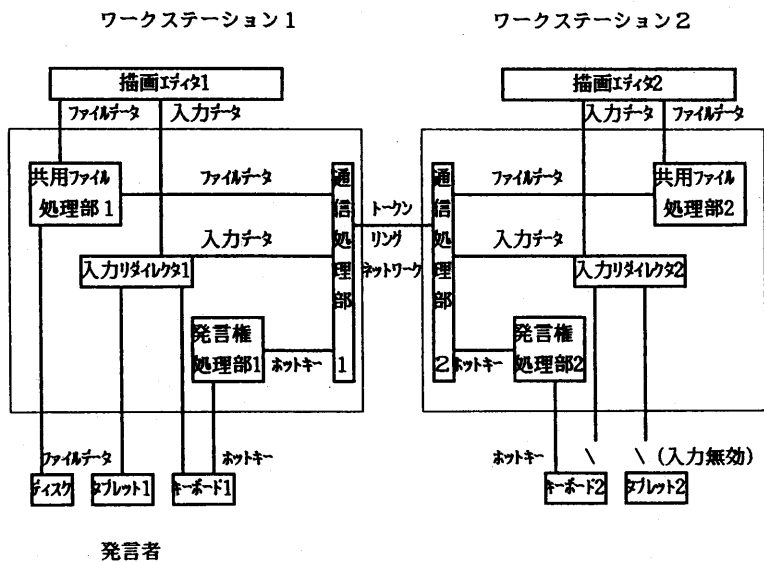 ワークステーション1
ワークステーション2
描画エディタ1
描画エディタ2
ファイルデータ
入力データ
入力データ
ファイルデータ
共用ファイル
処理部1
ファイルデータ
通信処理部1
トークン
リング
ネットワーク
通信処理部2
ファイルデータ
共用ファイル
処理部2
入力データ
入力データ
入力リダイレクタ1
入力リダイレクタ2
発言権
処理部1
ホットキー
ホットキー
発言権
処理部2
ファイルデータ
ホットキー
ホットキー
\ \ (入力無効)
ディスク
タブレット1
キーボード1
キーボード2
タブレット2
発言者